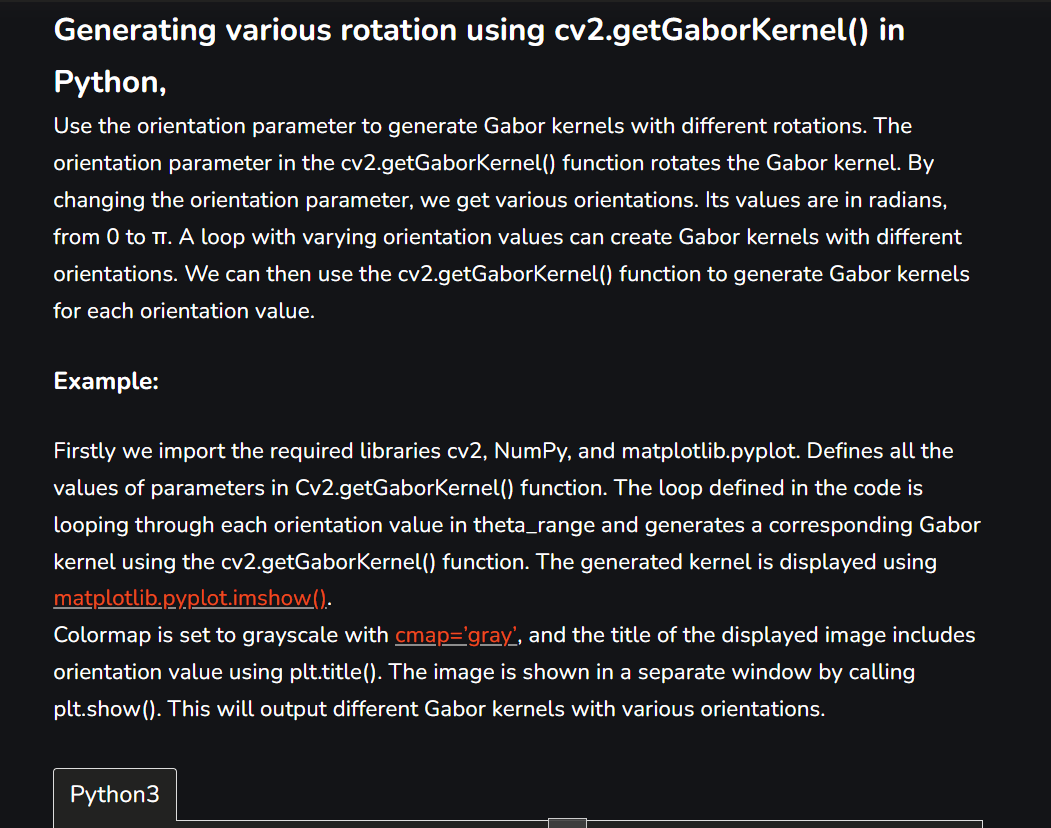 Generating various rotation using cv2.getGaborKernel() in
Python,
Use the orientation parameter to generate Gabor kernels with different rotations. The
orientation parameter in the cv2.getGaborKernel() function rotates the Gabor kernel. By
changing the orientation parameter, we get various orientations. Its values are in radians,
from 0 to π. A loop with varying orientation values can create Gabor kernels with different
orientations. We can then use the cv2.getGaborKernel() function to generate Gabor kernels
for each orientation value.
Example:
Firstly we import the required libraries cv2, NumPy, and matplotlib.pyplot. Defines all the
values of parameters in Cv2.getGaborKernel() function. The loop defined in the code is
looping through each orientation value in theta_range and generates a corresponding Gabor
kernel using the cv2.getGaborKernel() function. The generated kernel is displayed using
matplotlib.pyplot.imshow().
Colormap is set to grayscale with cmap=’gray’, and the title of the displayed image includes
orientation value using plt.title(). The image is shown in a separate window by calling
plt.show(). This will output different Gabor kernels with various orientations.
Python3